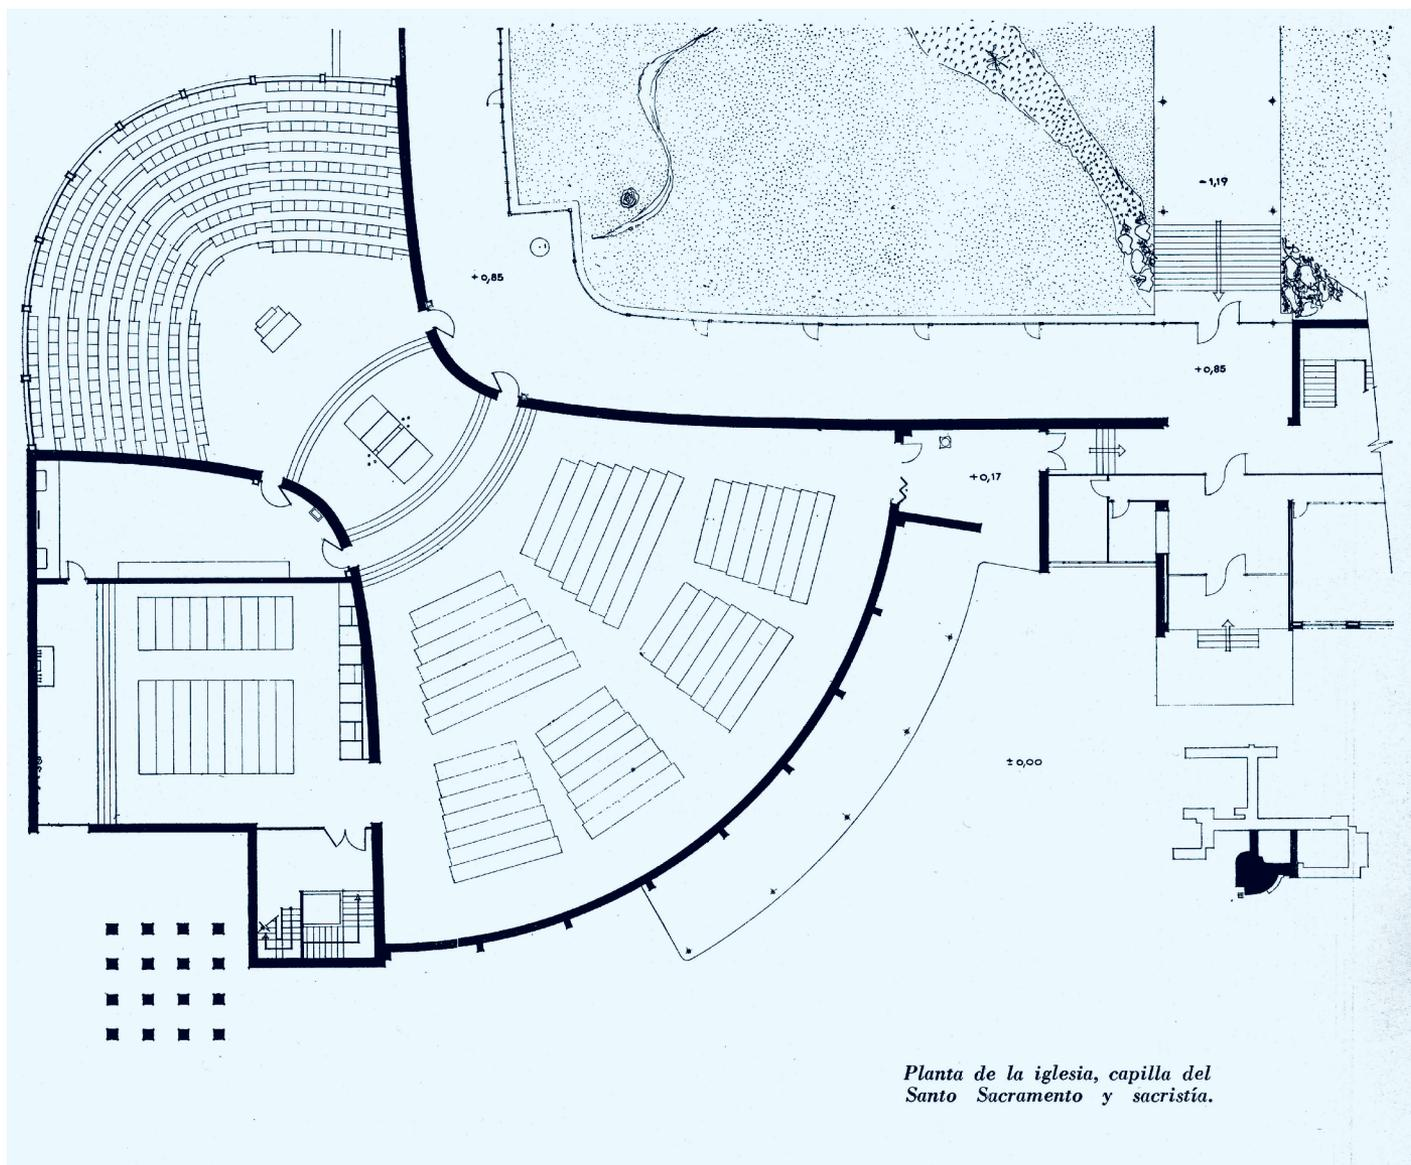 - 1,19
+ 0,85
+ 0,85
+ 0,17
± 0,00
Planta de la iglesia, capilla del
Santo Sacramento y sacristía.